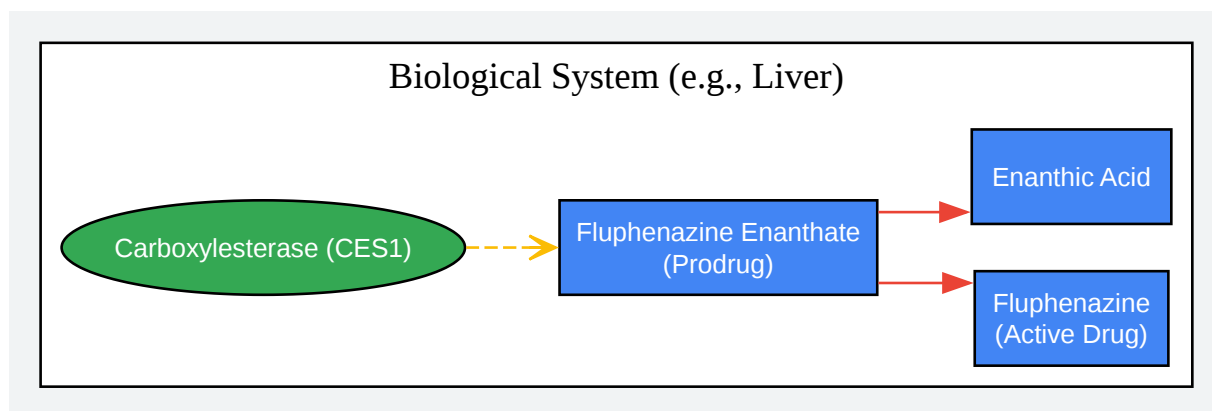 Biological System (e.g., Liver)
Carboxylesterase (CES1)
Fluphenazine Enanthate
(Prodrug)
Enanthic Acid
Fluphenazine
(Active Drug)